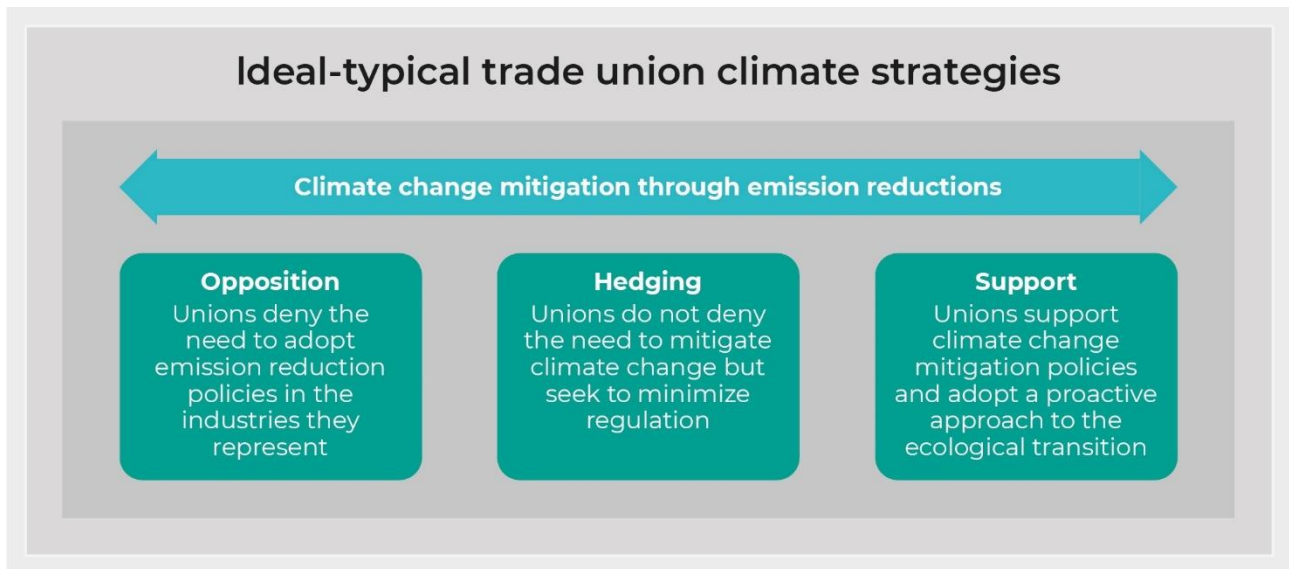 Ideal-typical trade union climate strategies
Climate change mitigation through emission reductions
Opposition
Unions deny the
need to adopt
emission reduction
policies in the
industries they
represent
Hedging
Unions do not deny
the need to mitigate
climate change but
seek to minimize
regulation
Support
Unions support
climate change
mitigation policies
and adopt a proactive
approach to the
ecological transition